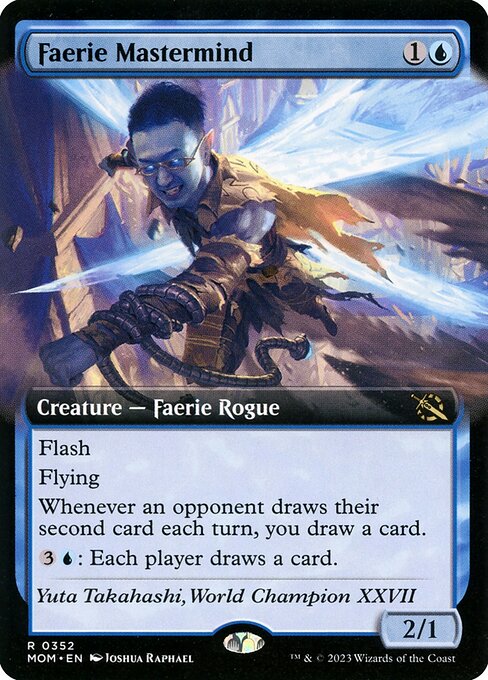 Faerie Mastermind 1
Creature — Faerie Rogue
Flash
Flying
Whenever an opponent draws their
second card each turn, you draw a card.
3 : Each player draws a card.
Yuta Takahashi, World Champion XXVII
2/1
R 0352
MOM • EN Joshua Raphael
™ & © 2023 Wizards of the Coast